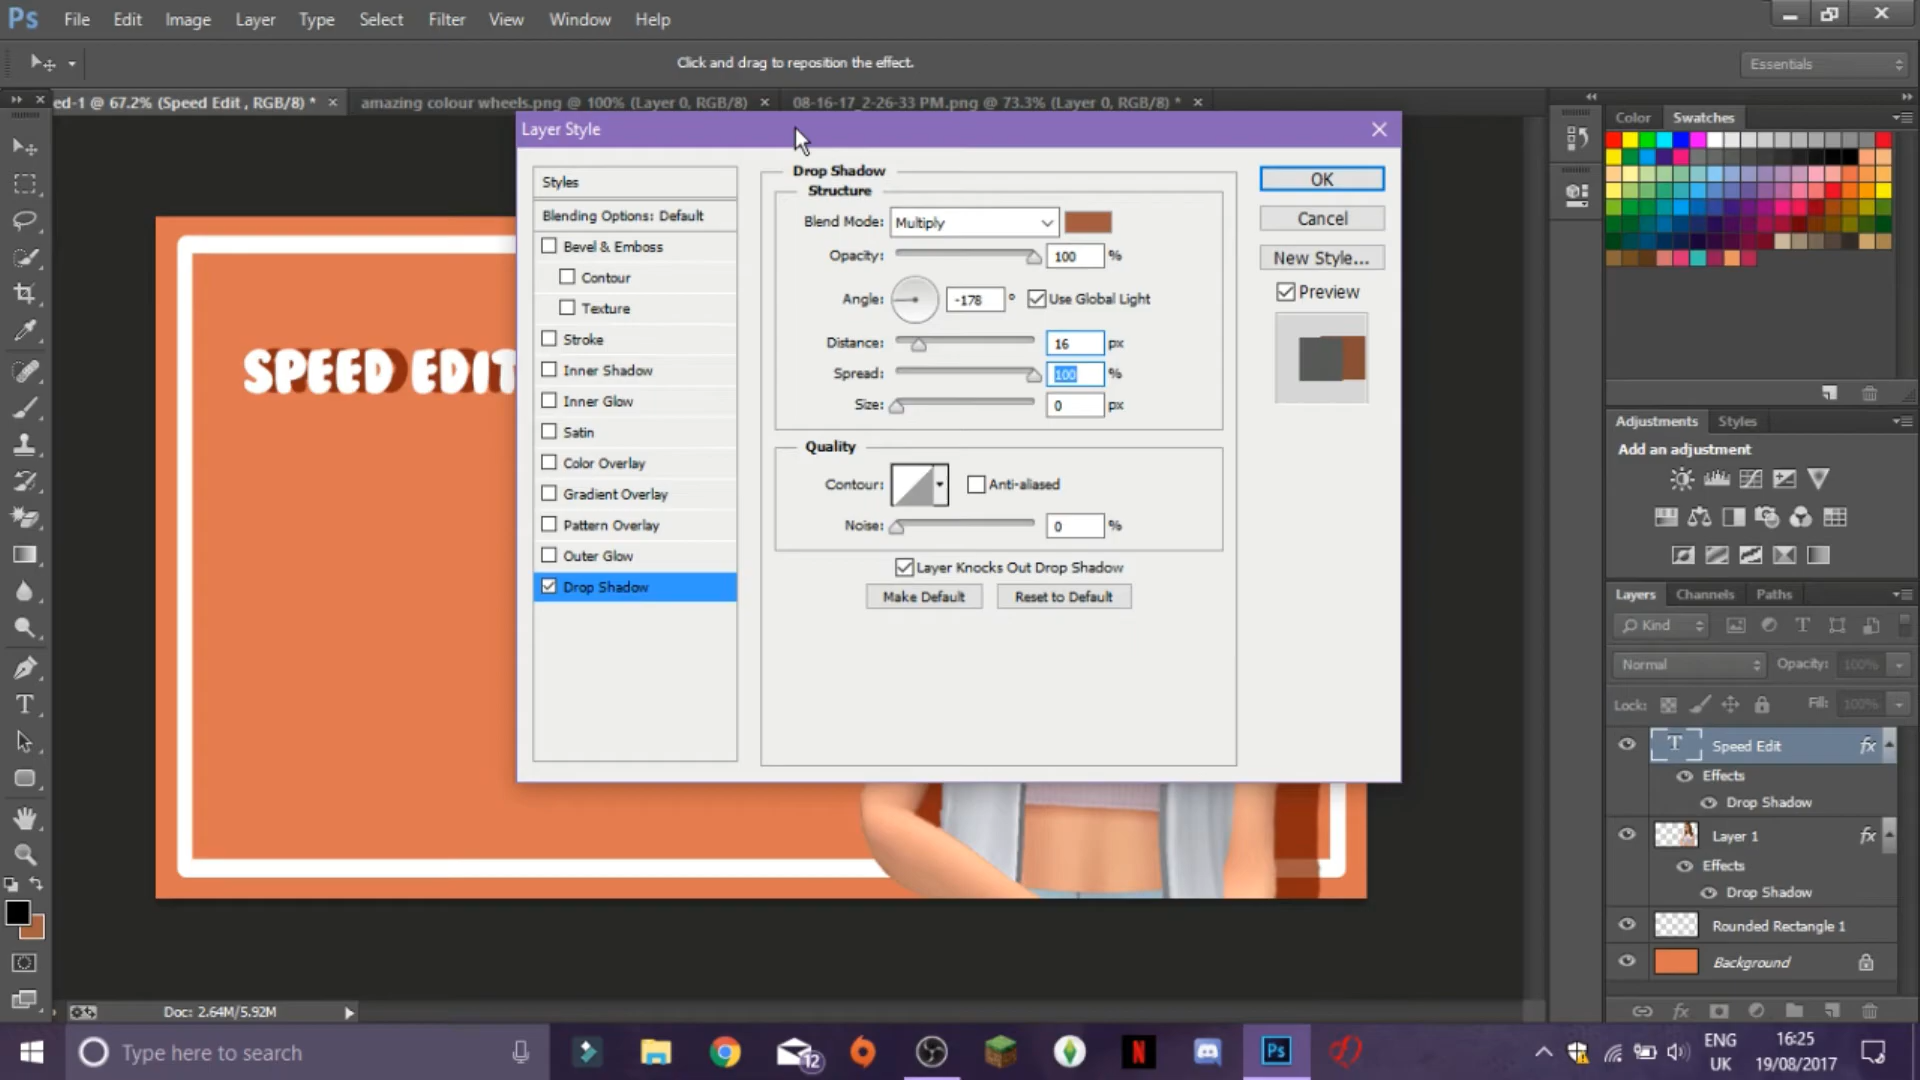 Ps File Edit Image Layer Type Select Filter View Window Help
Click and drag to reposition the effect.
Essentials
ed-1 @ 67.2% (Speed Edit , RGB/8) * × amazing colour wheels.png @ 100% (Layer 0, RGB/8) × 08-16-17_2-26-33 PM.png @ 73.3% (Layer 0, RGB/8) * ×
Layer Style
Styles
Blending Options: Default
Bevel & Emboss
Contour
Texture
Stroke
Inner Shadow
Inner Glow
Satin
Color Overlay
Gradient Overlay
Pattern Overlay
Outer Glow
Drop Shadow
Drop Shadow
Structure
Blend Mode: Multiply
Opacity: 100 %
Angle: -178 ° Use Global Light
Distance: 16 px
Spread: 100 %
Size: 0 px
Quality
Contour: Anti-aliased
Noise: 0 %
Layer Knocks Out Drop Shadow
Make Default Reset to Default
OK
Cancel
New Style...
Preview
SPEED EDIT
Color Swatches
Adjustments Styles
Add an adjustment
Layers Channels Paths
Kind
Normal Opacity: 100%
Lock: Fill: 100%
T Speed Edit fx
Effects
Drop Shadow
Layer 1 fx
Effects
Drop Shadow
Rounded Rectangle 1
Background
Doc: 2.64M/5.92M
Type here to search
12
N
Ps
ENG
UK
16:25
19/08/2017